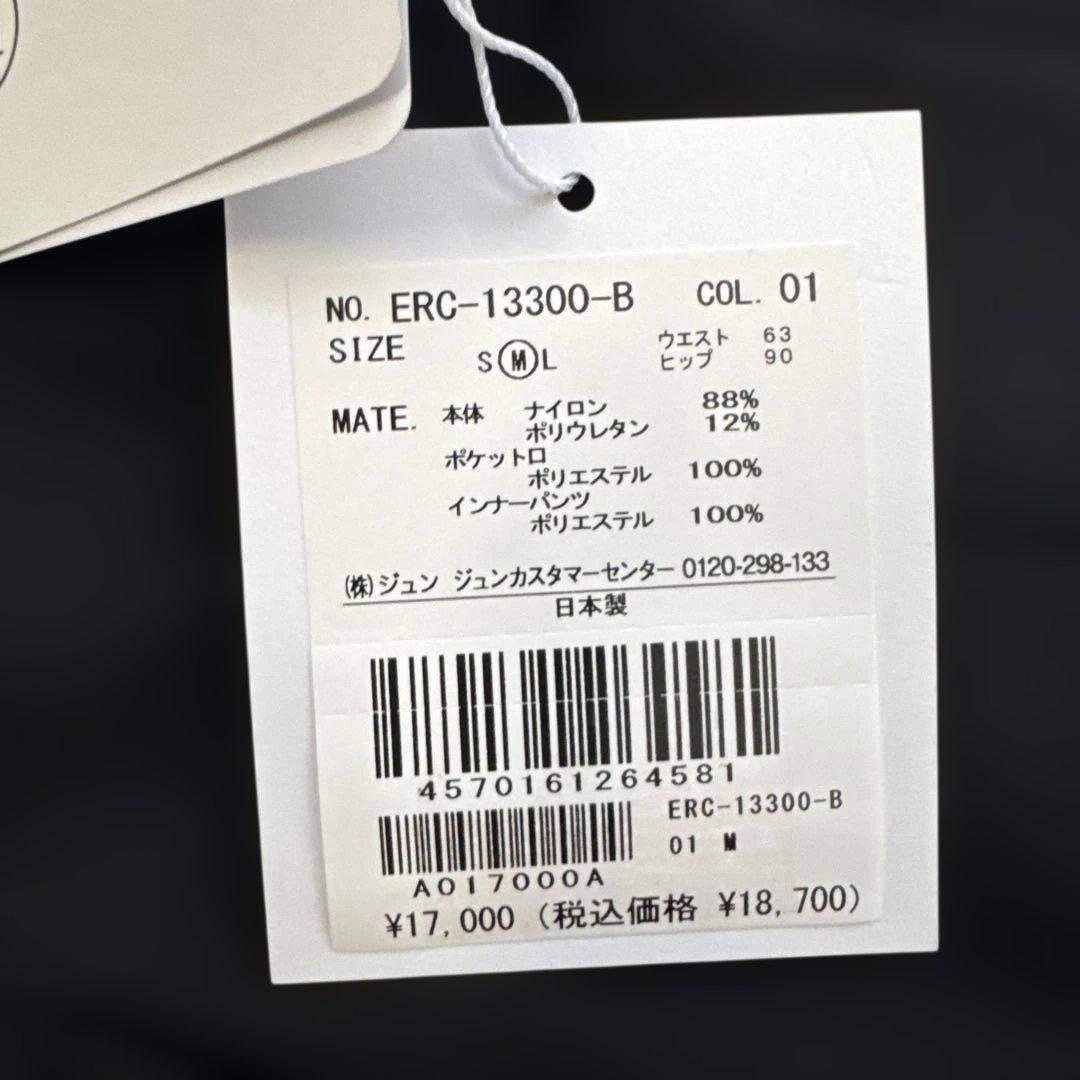 NO. ERC-13300-B COL. 01
SIZE S M L ウエスト 63
ヒップ 90
MATE. 本体 ナイロン 88%
ポリウレタン 12%
ポケット口
ポリエステル 100%
インナーパンツ
ポリエステル 100%
(株)ジュン ジュンカスタマーセンター 0120-298-133
日本製
4570161264581
ERC-13300-B
01 M
A017000A
¥17,000 (税込価格 ¥18,700)